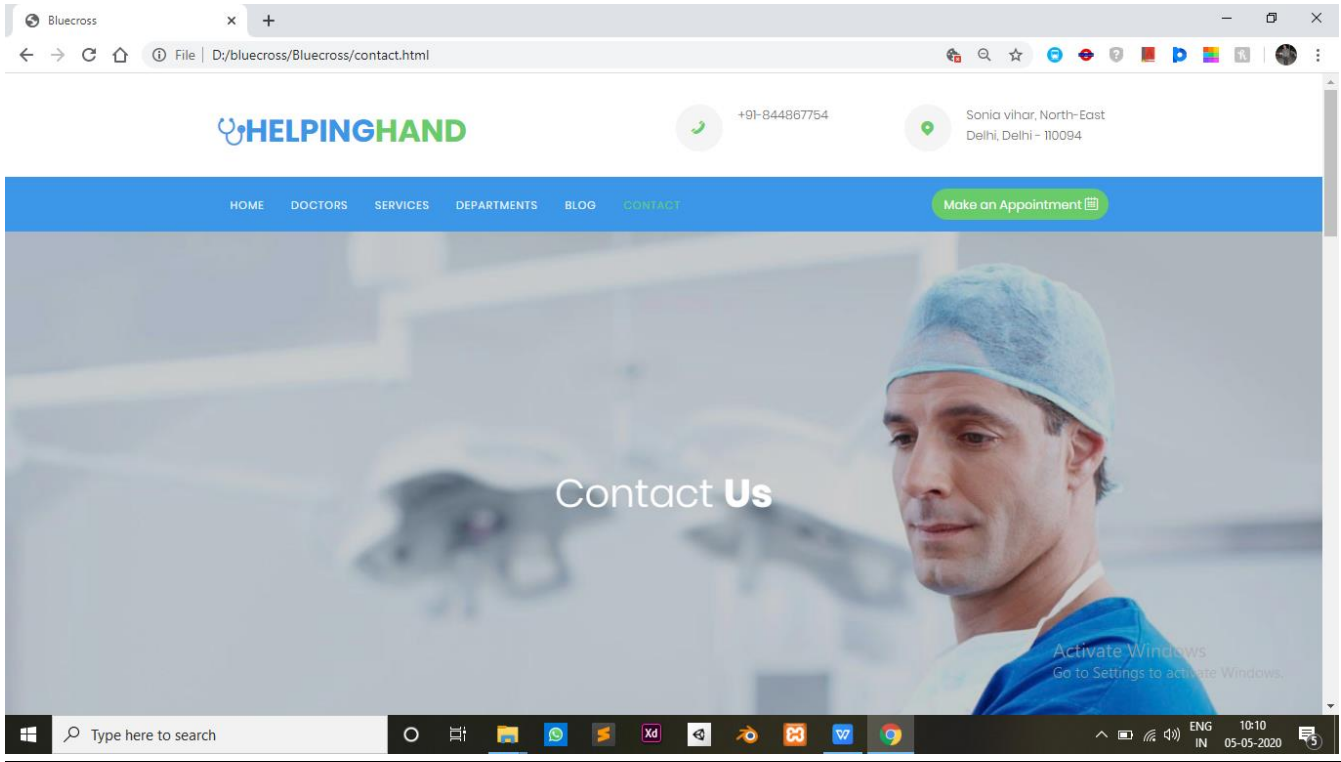 Bluecross
File | D:/bluecross/Bluecross/contact.html
HELPINGHAND
+91-844867754
Sonia vihar, North-East
Delhi, Delhi - 110094
HOME DOCTORS SERVICES DEPARTMENTS BLOG CONTACT
Make an Appointment
Contact Us
Activate Windows
Go to Settings to activate Windows.
Type here to search
Xd
ENG 10:10
IN 05-05-2020
5